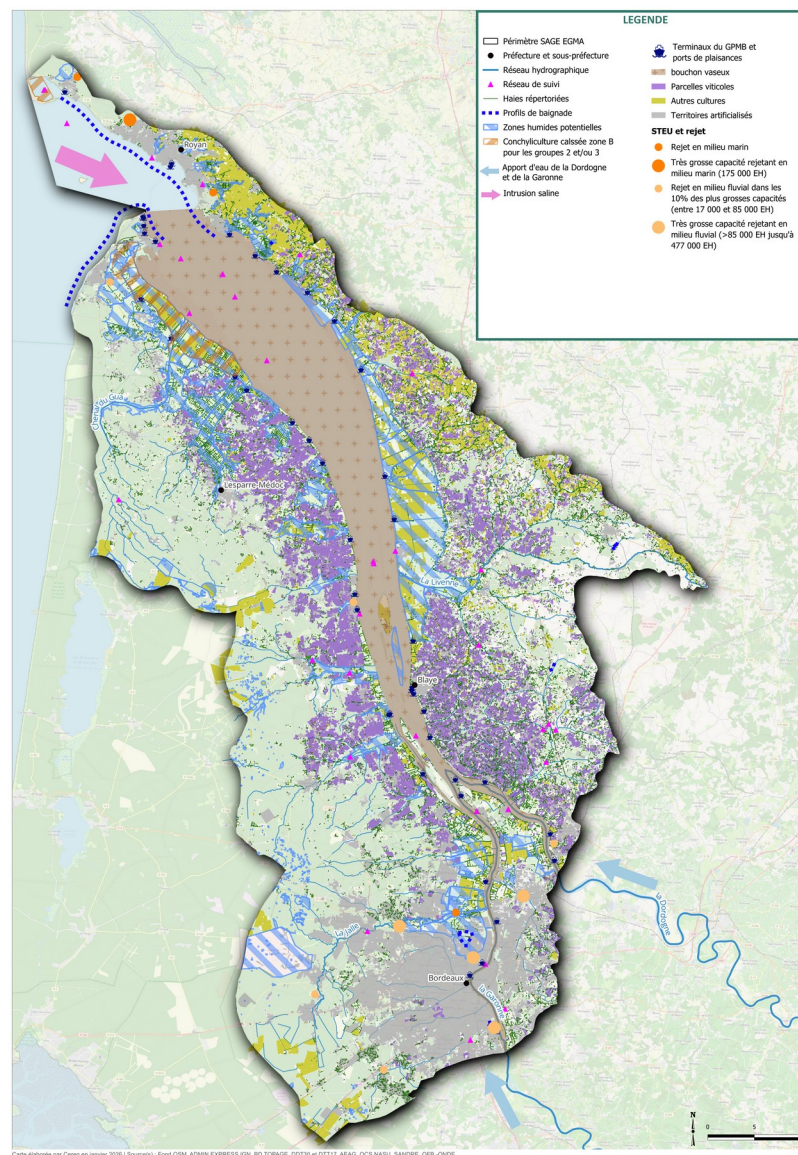 LEGENDE
Périmètre SAGE EGMA
Préfecture et sous-préfecture
Réseau hydrographique
Réseau de suivi
Haies répertoriées
Profils de baignade
Zones humides potentielles
Conchyliculture calssée zone B
pour les groupes 2 et/ou 3
Apport d'eau de la Dordogne
et de la Garonne
Intrusion saline
Terminaux du GPMB et
ports de plaisances
bouchon vaseux
Parcelles viticoles
Autres cultures
Territoires artificialisés
STEU et rejet
Rejet en milieu marin
Très grosse capacité rejetant en
milieu marin (175 000 EH)
Rejet en milieu fluvial dans les
10% des plus grosses capacités
(entre 17 000 et 85 000 EH)
Très grosse capacité rejetant en
milieu fluvial (>85 000 EH jusqu'à
477 000 EH)
Royan
Chenal du Gua
Lesparre-Médoc
La Livenne
Blaye
la Dordogne
La Jalle
Bordeaux
la Garonne
N
0 5